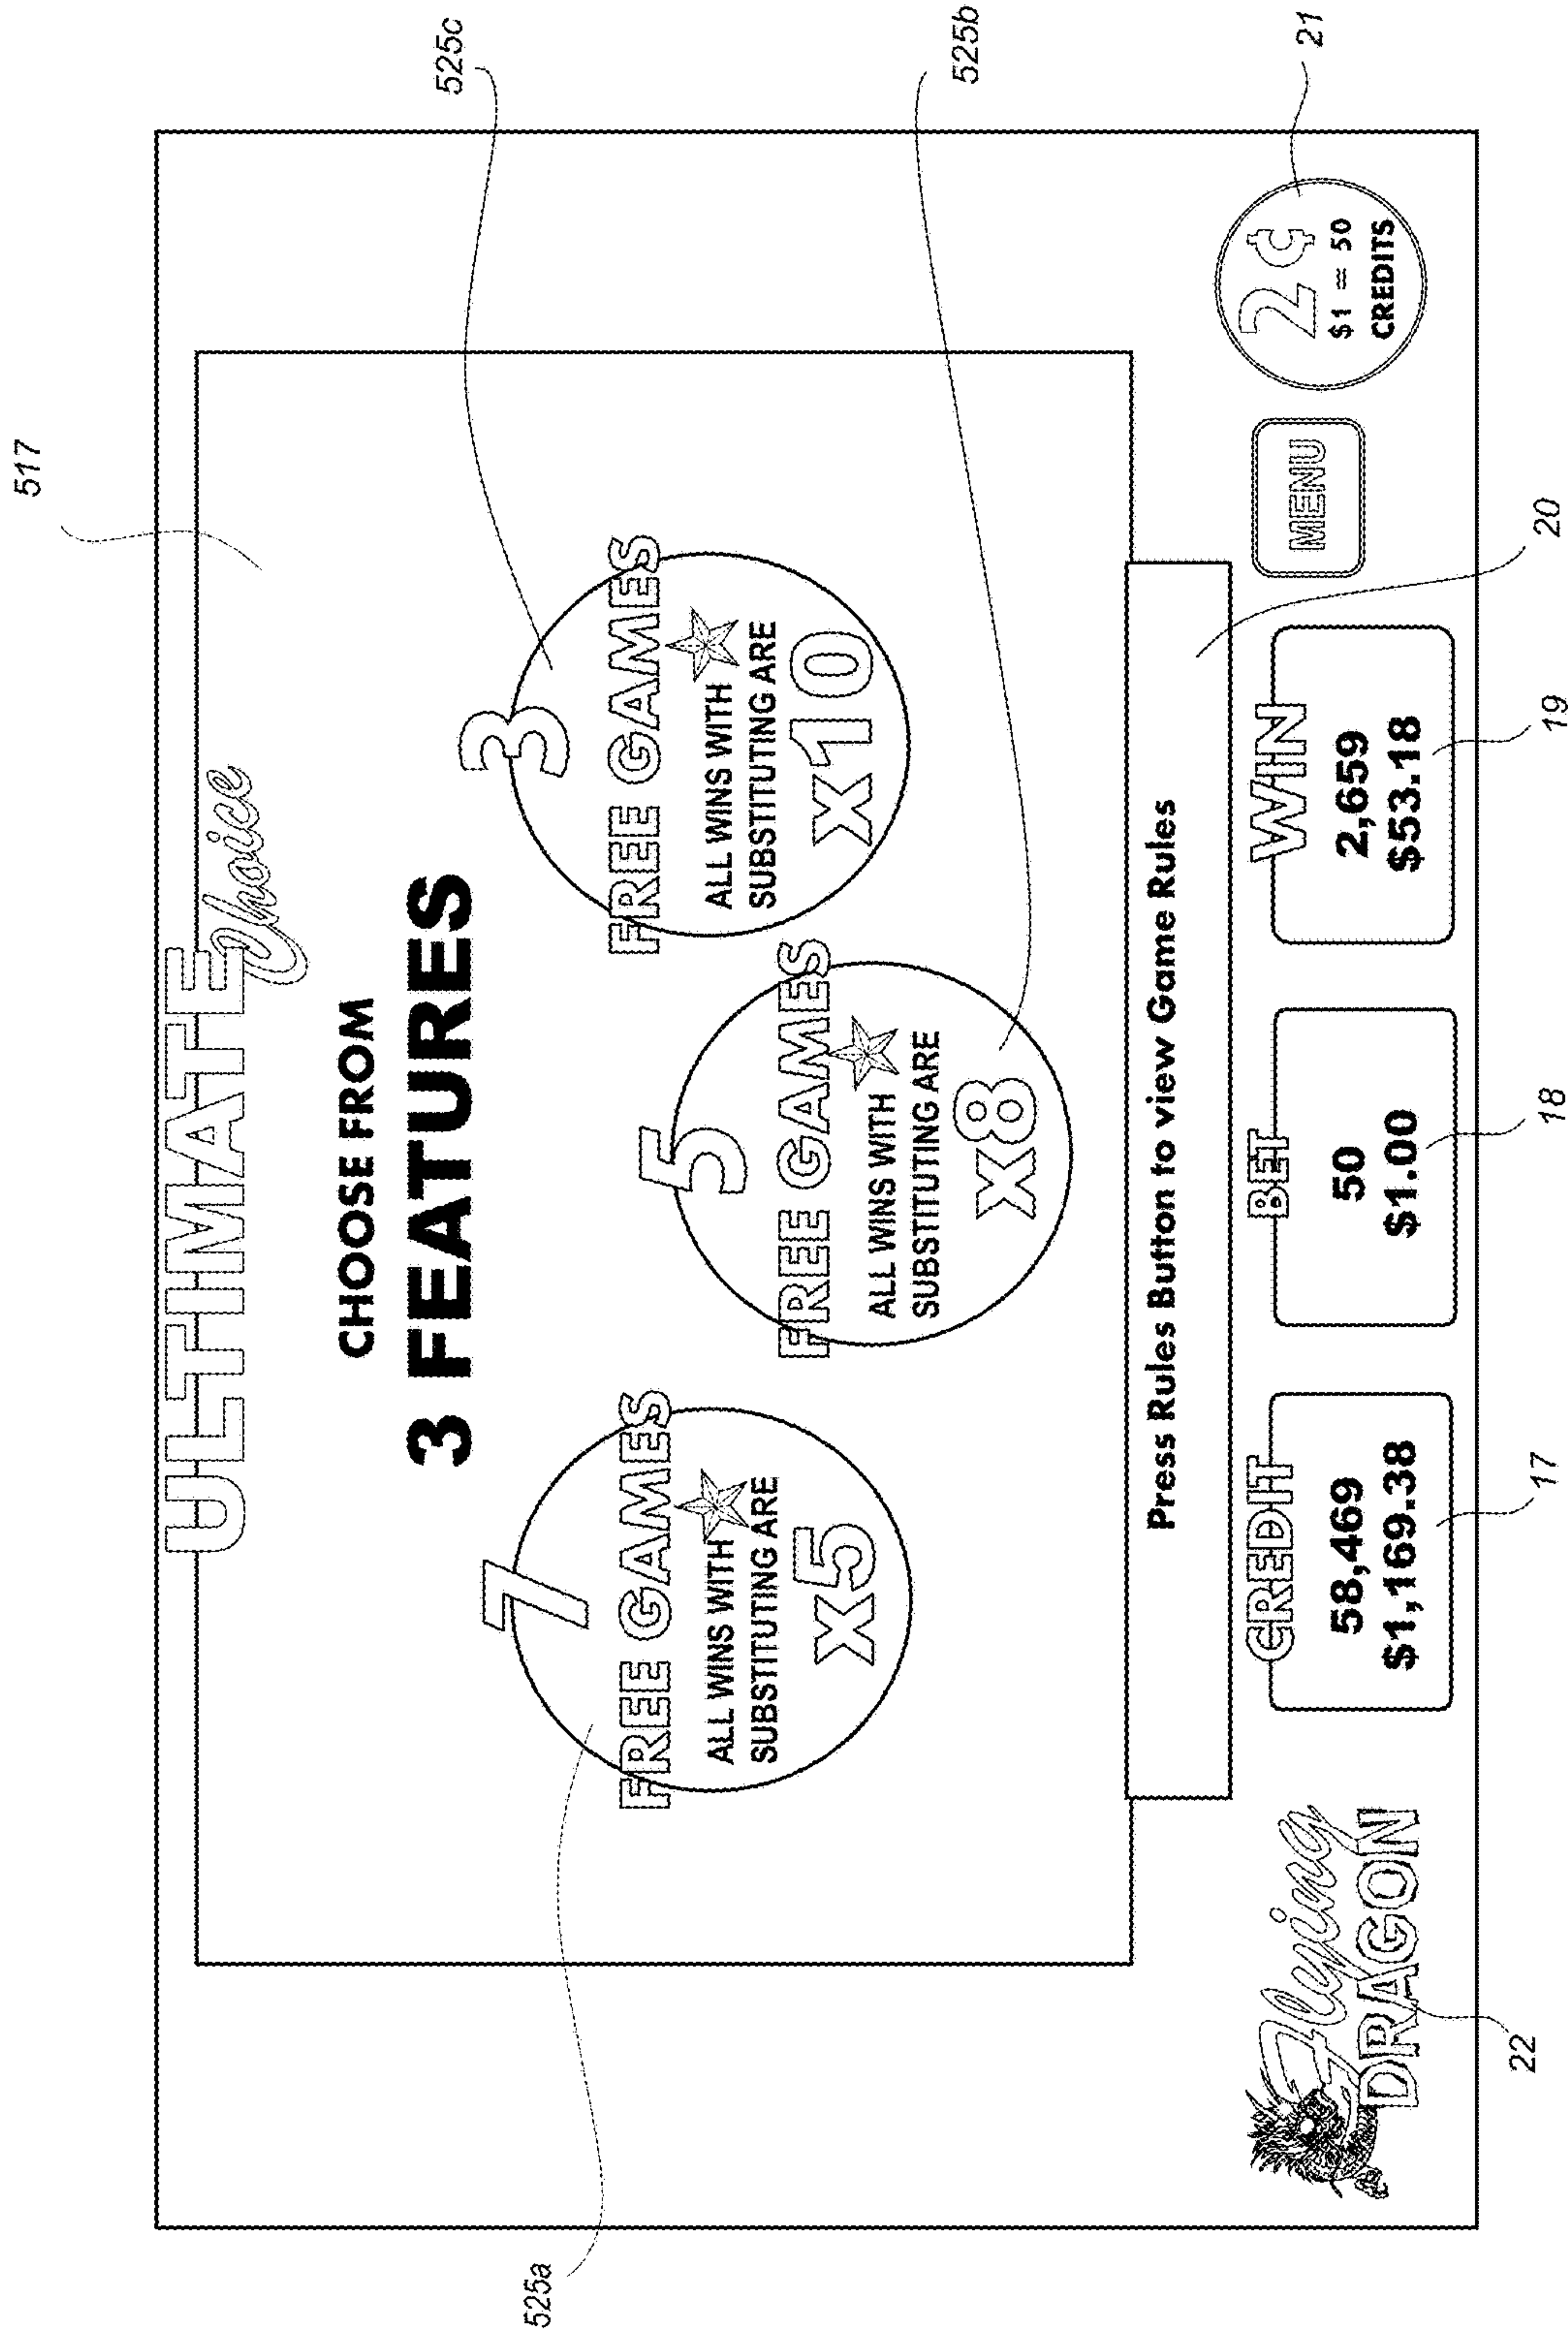 517
525c
525b
21
525a
ULTIMATE
Choice
CHOOSE FROM
3 FEATURES
7
FREE GAMES
ALL WINS WITH
SUBSTITUTING ARE
x5
5
FREE GAMES
ALL WINS WITH
SUBSTITUTING ARE
x8
3
FREE GAMES
ALL WINS WITH
SUBSTITUTING ARE
x10
Press Rules Button to view Game Rules
Flying
DRAGON
CREDIT
58,469
$1,169.38
BET
50
$1.00
WIN
2,659
$53.18
MENU
2¢
$1 = 50
CREDITS
22
17
18
19
20